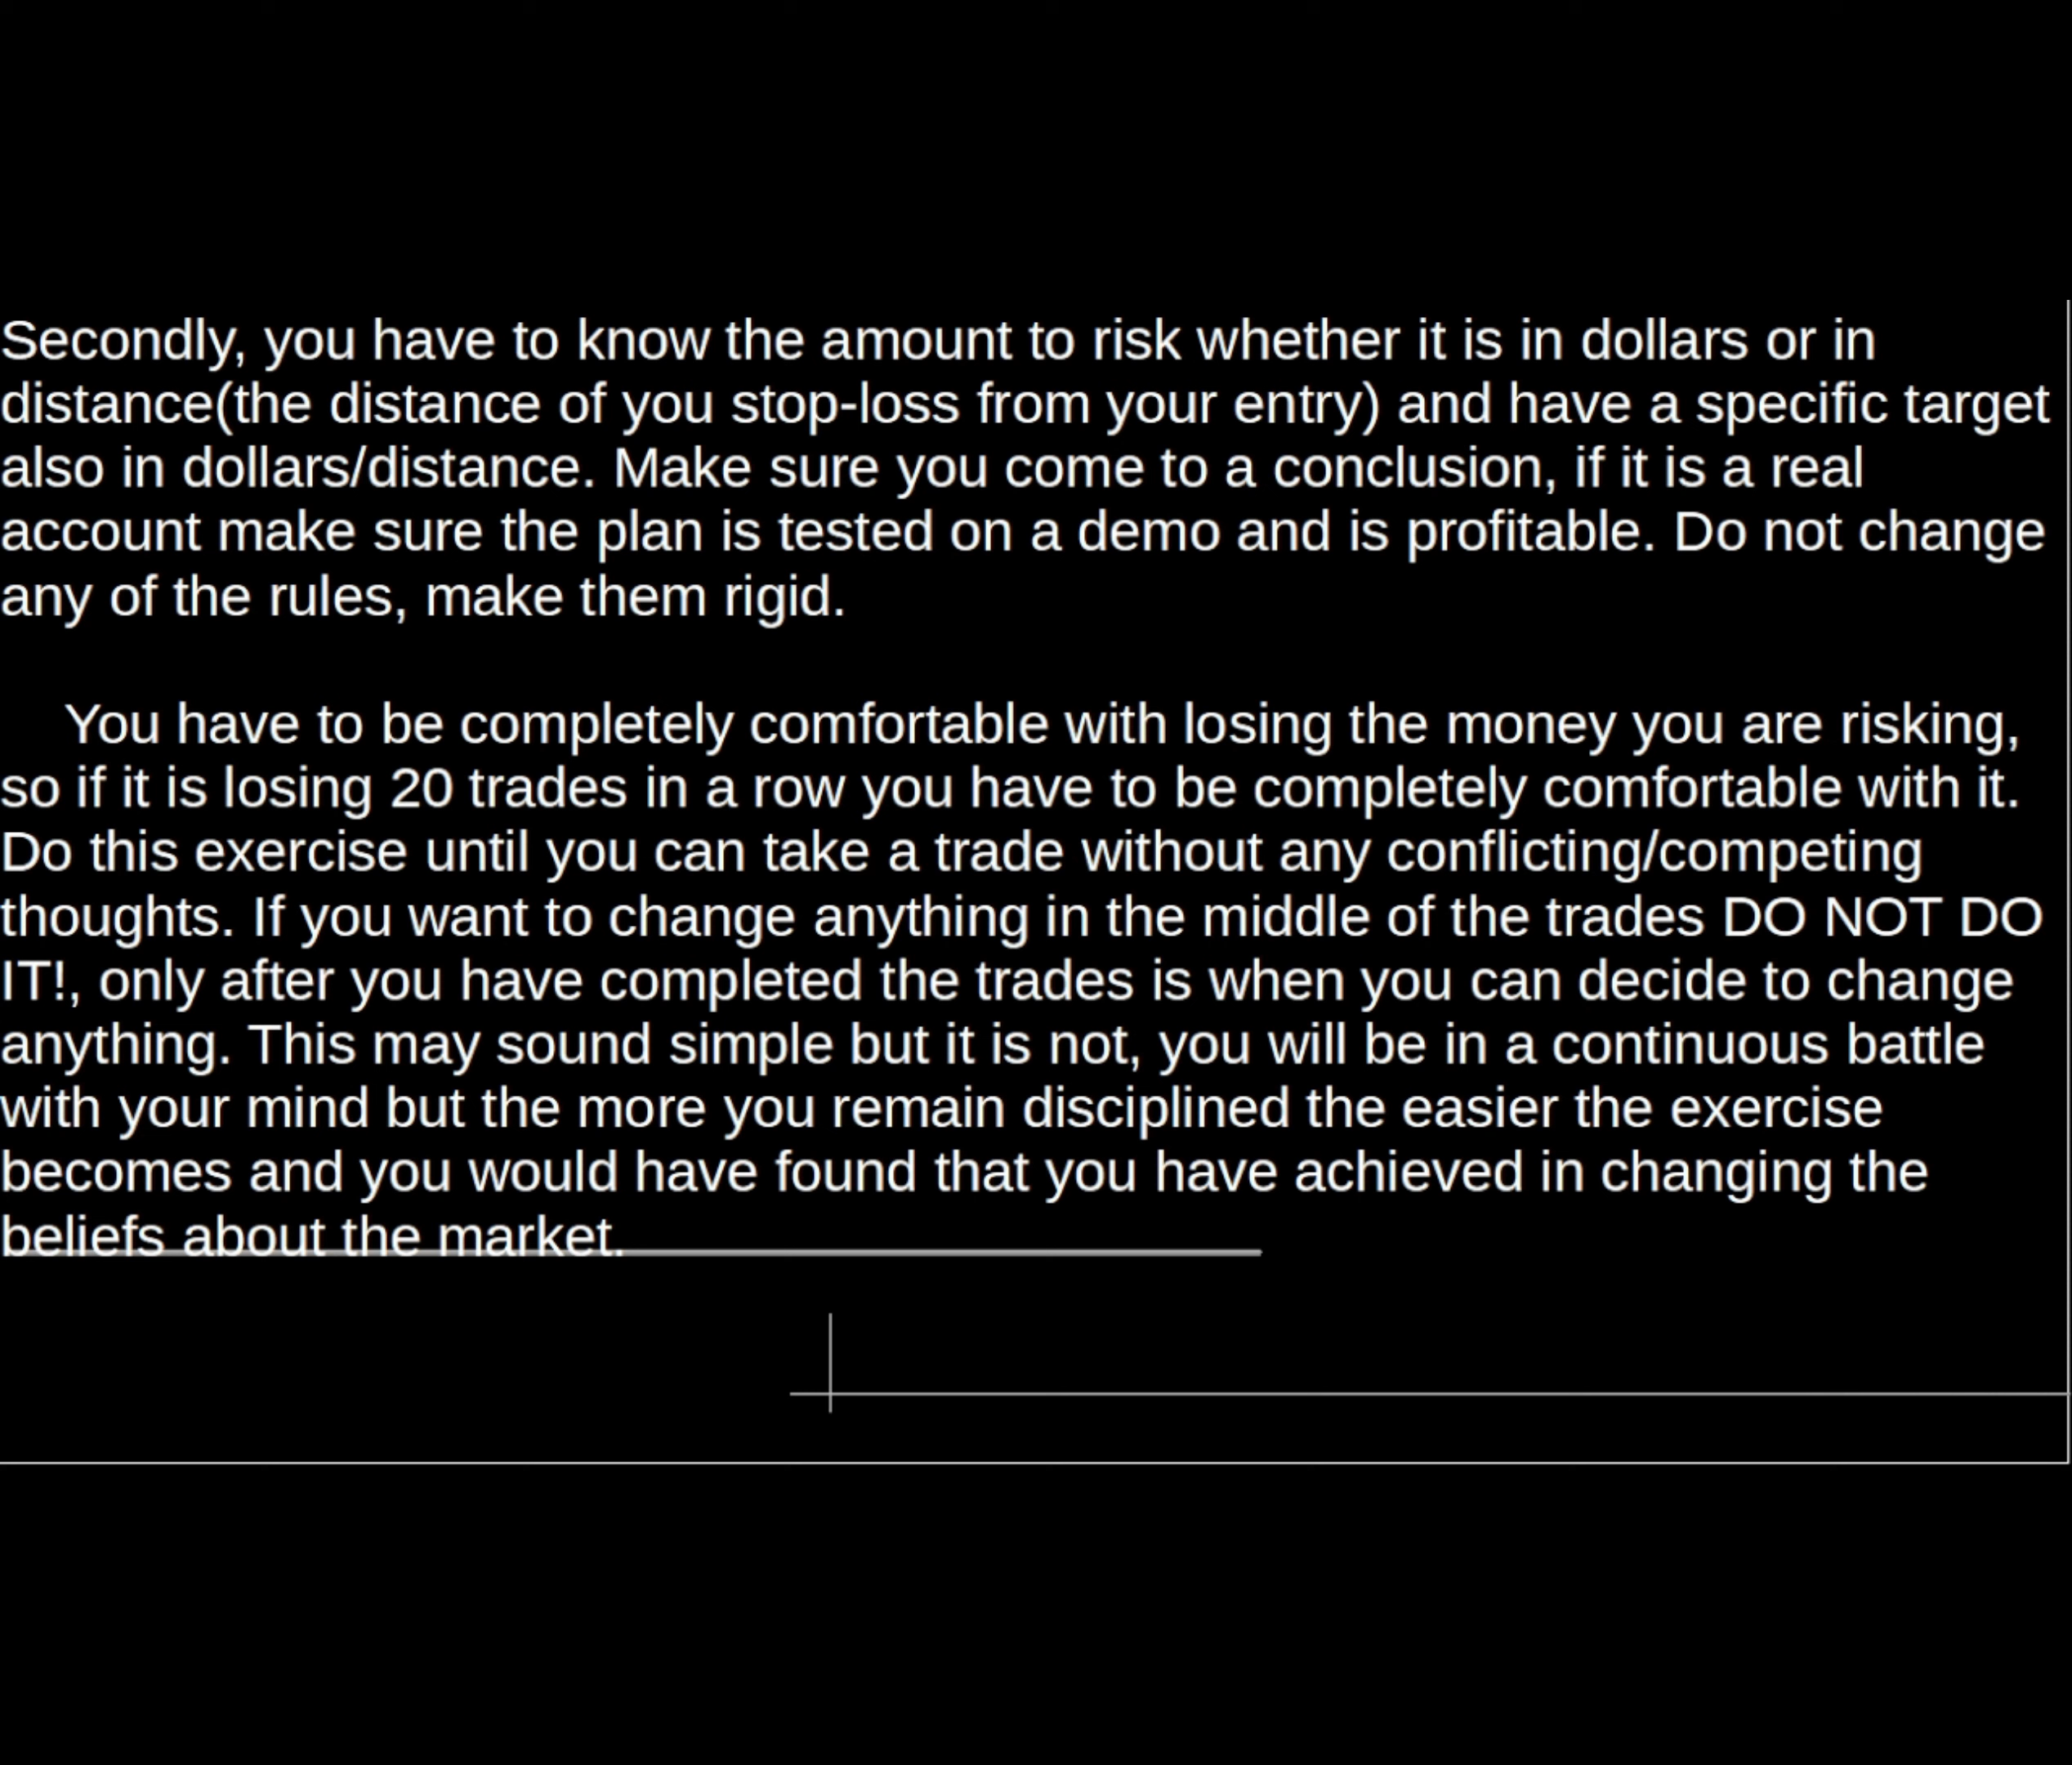 Secondly, you have to know the amount to risk whether it is in dollars or in
distance(the distance of you stop-loss from your entry) and have a specific target
also in dollars/distance. Make sure you come to a conclusion, if it is a real
account make sure the plan is tested on a demo and is profitable. Do not change
any of the rules, make them rigid.
You have to be completely comfortable with losing the money you are risking,
so if it is losing 20 trades in a row you have to be completely comfortable with it.
Do this exercise until you can take a trade without any conflicting/competing
thoughts. If you want to change anything in the middle of the trades DO NOT DO
IT!, only after you have completed the trades is when you can decide to change
anything. This may sound simple but it is not, you will be in a continuous battle
with your mind but the more you remain disciplined the easier the exercise
becomes and you would have found that you have achieved in changing the
beliefs about the market.